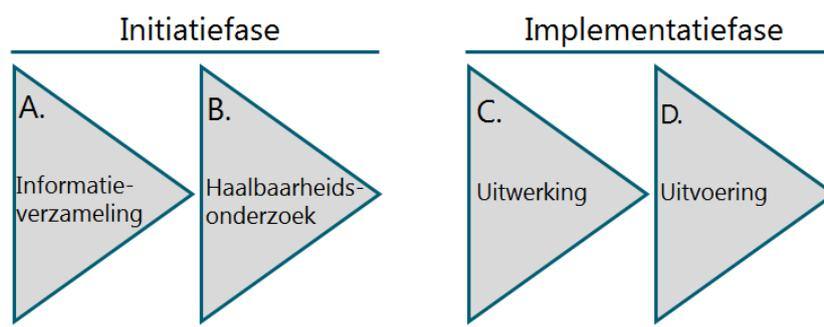 Initiatiefase
Implementatiefase
A.
Informatie-
verzameling
B.
Haalbaarheids-
onderzoek
C.
Uitwerking
D.
Uitvoering